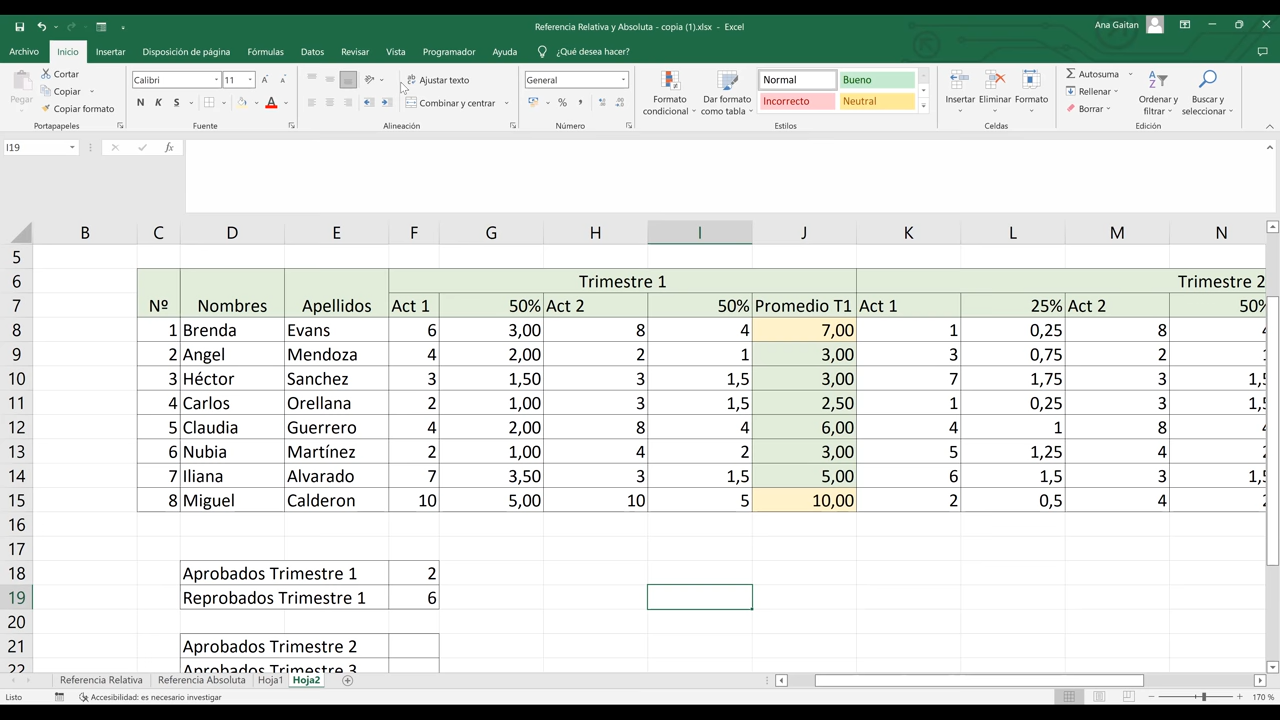 Referencia Relativa y Absoluta - copia (1).xlsx - Excel
Ana Gaitan
Archivo Inicio Insertar Disposición de página Fórmulas Datos Revisar Vista Programador Ayuda ¿Qué desea hacer?
Pegar
Cortar
Copiar
Copiar formato
Portapapeles
Calibri 11
N K S
Fuente
Ajustar texto
Combinar y centrar
Alineación
General
Número
Formato condicional
Dar formato como tabla
Normal Bueno
Incorrecto Neutral
Estilos
Insertar Eliminar Formato
Celdas
Autosuma
Rellenar
Borrar
Ordenar y filtrar
Buscar y seleccionar
Edición
I19 fx
B C D E F G H I J K L M N
5
6 Trimestre 1 Trimestre 2
7 Nº Nombres Apellidos Act 1 50% Act 2 50% Promedio T1 Act 1 25% Act 2 50%
8 1 Brenda Evans 6 3,00 8 4 7,00 1 0,25 8
9 2 Angel Mendoza 4 2,00 2 1 3,00 3 0,75 2
10 3 Héctor Sanchez 3 1,50 3 1,5 3,00 7 1,75 3 1,5
11 4 Carlos Orellana 2 1,00 3 1,5 2,50 1 0,25 3 1,5
12 5 Claudia Guerrero 4 2,00 8 4 6,00 4 1 8
13 6 Nubia Martínez 2 1,00 4 2 3,00 5 1,25 4
14 7 Iliana Alvarado 7 3,50 3 1,5 5,00 6 1,5 3 1,5
15 8 Miguel Calderon 10 5,00 10 5 10,00 2 0,5 4
16
17
18 Aprobados Trimestre 1 2
19 Reprobados Trimestre 1 6
20
21 Aprobados Trimestre 2
22 Aprobados Trimestre 3
Referencia Relativa Referencia Absoluta Hoja1 Hoja2
Listo Accesibilidad: es necesario investigar 170 %